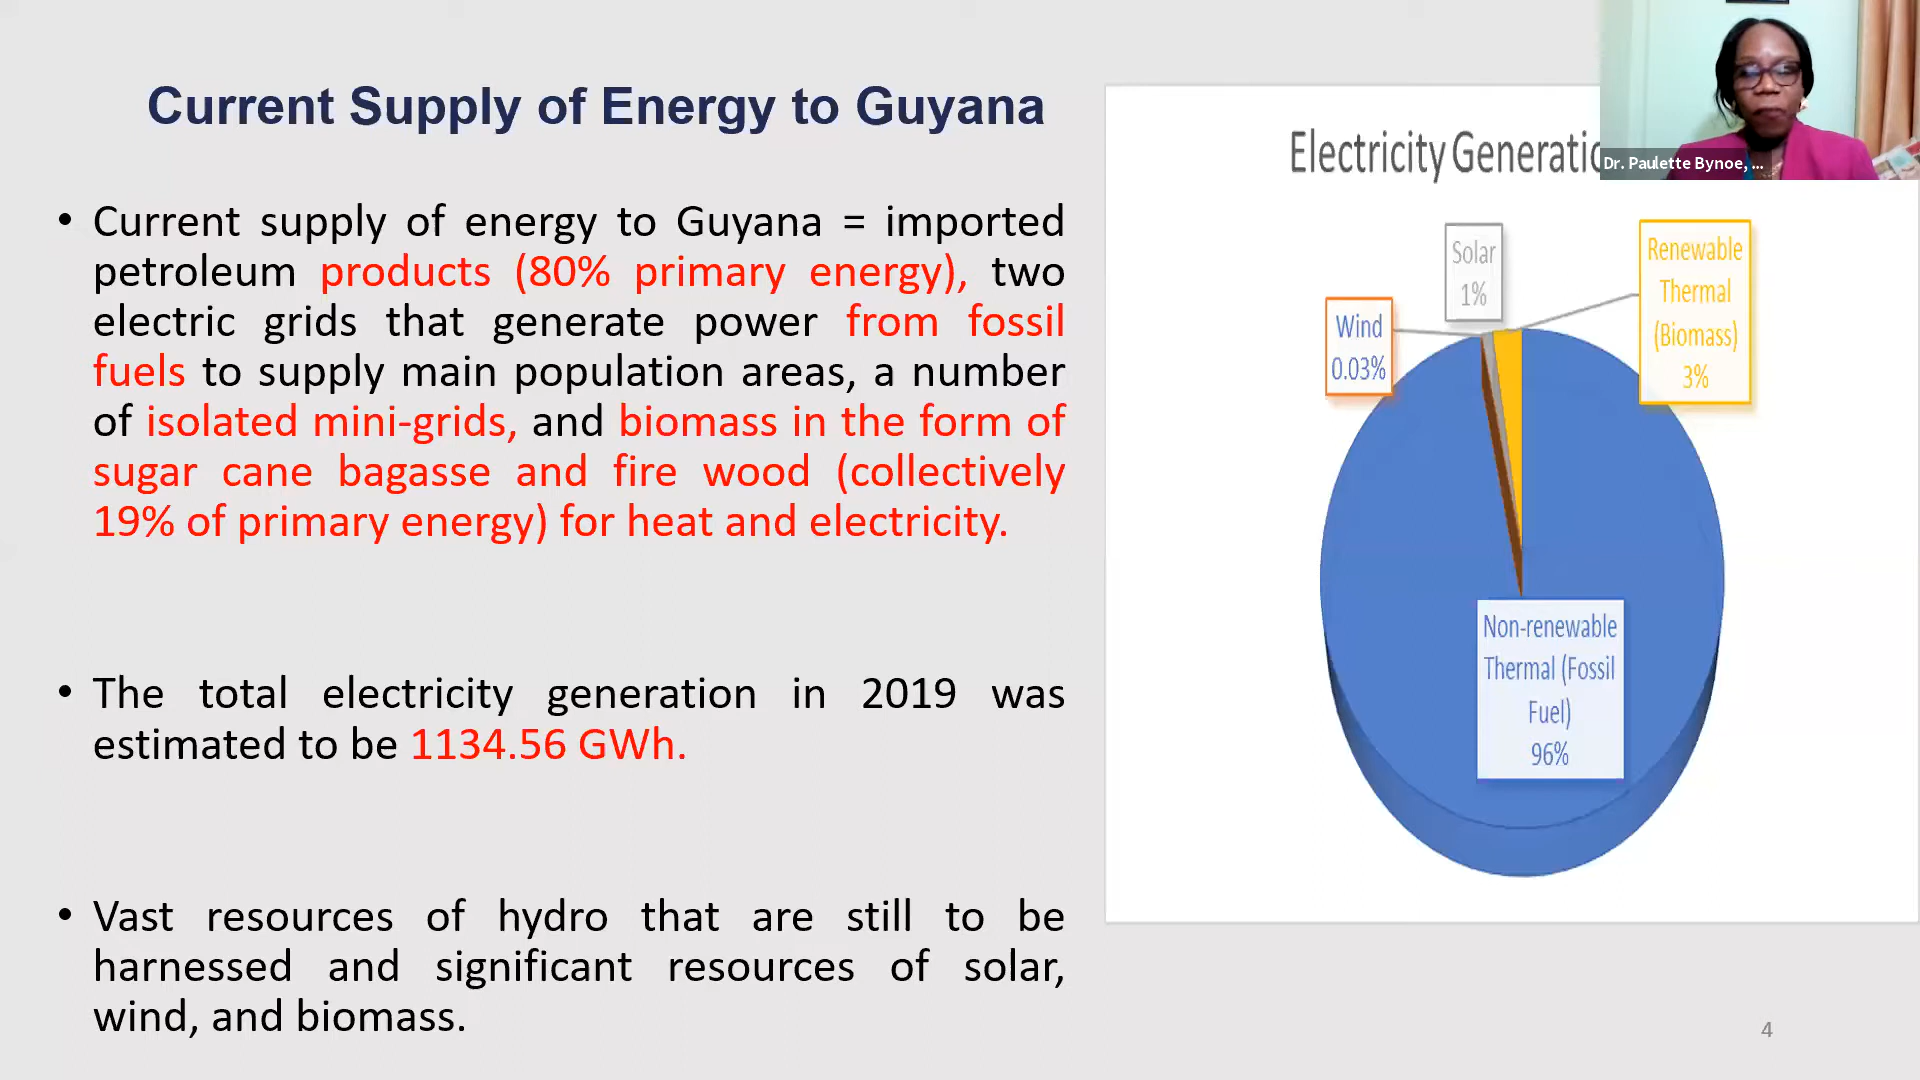 Current Supply of Energy to Guyana
• Current supply of energy to Guyana = imported
petroleum products (80% primary energy), two
electric grids that generate power from fossil
fuels to supply main population areas, a number
of isolated mini-grids, and biomass in the form of
sugar cane bagasse and fire wood (collectively
19% of primary energy) for heat and electricity.
• The total electricity generation in 2019 was
estimated to be 1134.56 GWh.
• Vast resources of hydro that are still to be
harnessed and significant resources of solar,
wind, and biomass.
Electricity Generatio
Dr. Paulette Bynoe, ...
Solar
1%
Renewable
Thermal
(Biomass)
3%
Wind
0.03%
Non-renewable
Thermal (Fossil
Fuel)
96%
4